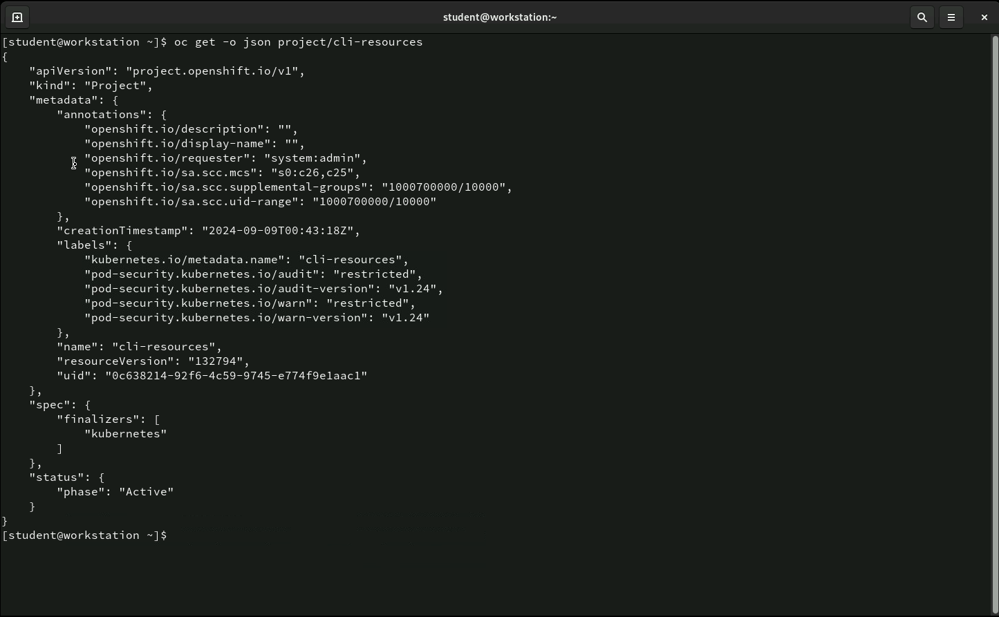 student@workstation:~
[student@workstation ~]$ oc get -o json project/cli-resources
{
    "apiVersion": "project.openshift.io/v1",
    "kind": "Project",
    "metadata": {
        "annotations": {
            "openshift.io/description": "",
            "openshift.io/display-name": "",
            "openshift.io/requester": "system:admin",
            "openshift.io/sa.scc.mcs": "s0:c26,c25",
            "openshift.io/sa.scc.supplemental-groups": "1000700000/10000",
            "openshift.io/sa.scc.uid-range": "1000700000/10000"
        },
        "creationTimestamp": "2024-09-09T00:43:18Z",
        "labels": {
            "kubernetes.io/metadata.name": "cli-resources",
            "pod-security.kubernetes.io/audit": "restricted",
            "pod-security.kubernetes.io/audit-version": "v1.24",
            "pod-security.kubernetes.io/warn": "restricted",
            "pod-security.kubernetes.io/warn-version": "v1.24"
        },
        "name": "cli-resources",
        "resourceVersion": "132794",
        "uid": "0c638214-92f6-4c59-9745-e774f9e1aac1"
    },
    "spec": {
        "finalizers": [
            "kubernetes"
        ]
    },
    "status": {
        "phase": "Active"
    }
}
[student@workstation ~]$